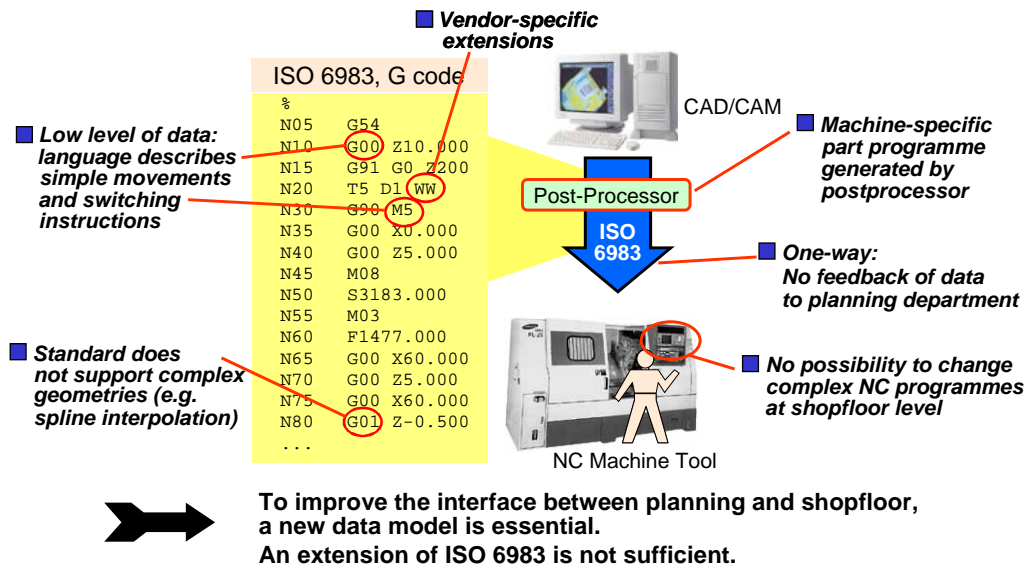 Vendor-specific
extensions
ISO 6983, G code
%
N05 G54
N10 G00 Z10.000
N15 G91 G0 Z200
N20 T5 D1 WW
N30 G90 M5
N35 G00 X0.000
N40 G00 Z5.000
N45 M08
N50 S3183.000
N55 M03
N60 F1477.000
N65 G00 X60.000
N70 G00 Z5.000
N75 G00 X60.000
N80 G01 Z-0.500
...
Low level of data:
language describes
simple movements
and switching
instructions
Standard does
not support complex
geometries (e.g.
spline interpolation)
CAD/CAM
Post-Processor
ISO
6983
Machine-specific
part programme
generated by
postprocessor
One-way:
No feedback of data
to planning department
No possibility to change
complex NC programmes
at shopfloor level
NC Machine Tool
To improve the interface between planning and shopfloor,
a new data model is essential.
An extension of ISO 6983 is not sufficient.